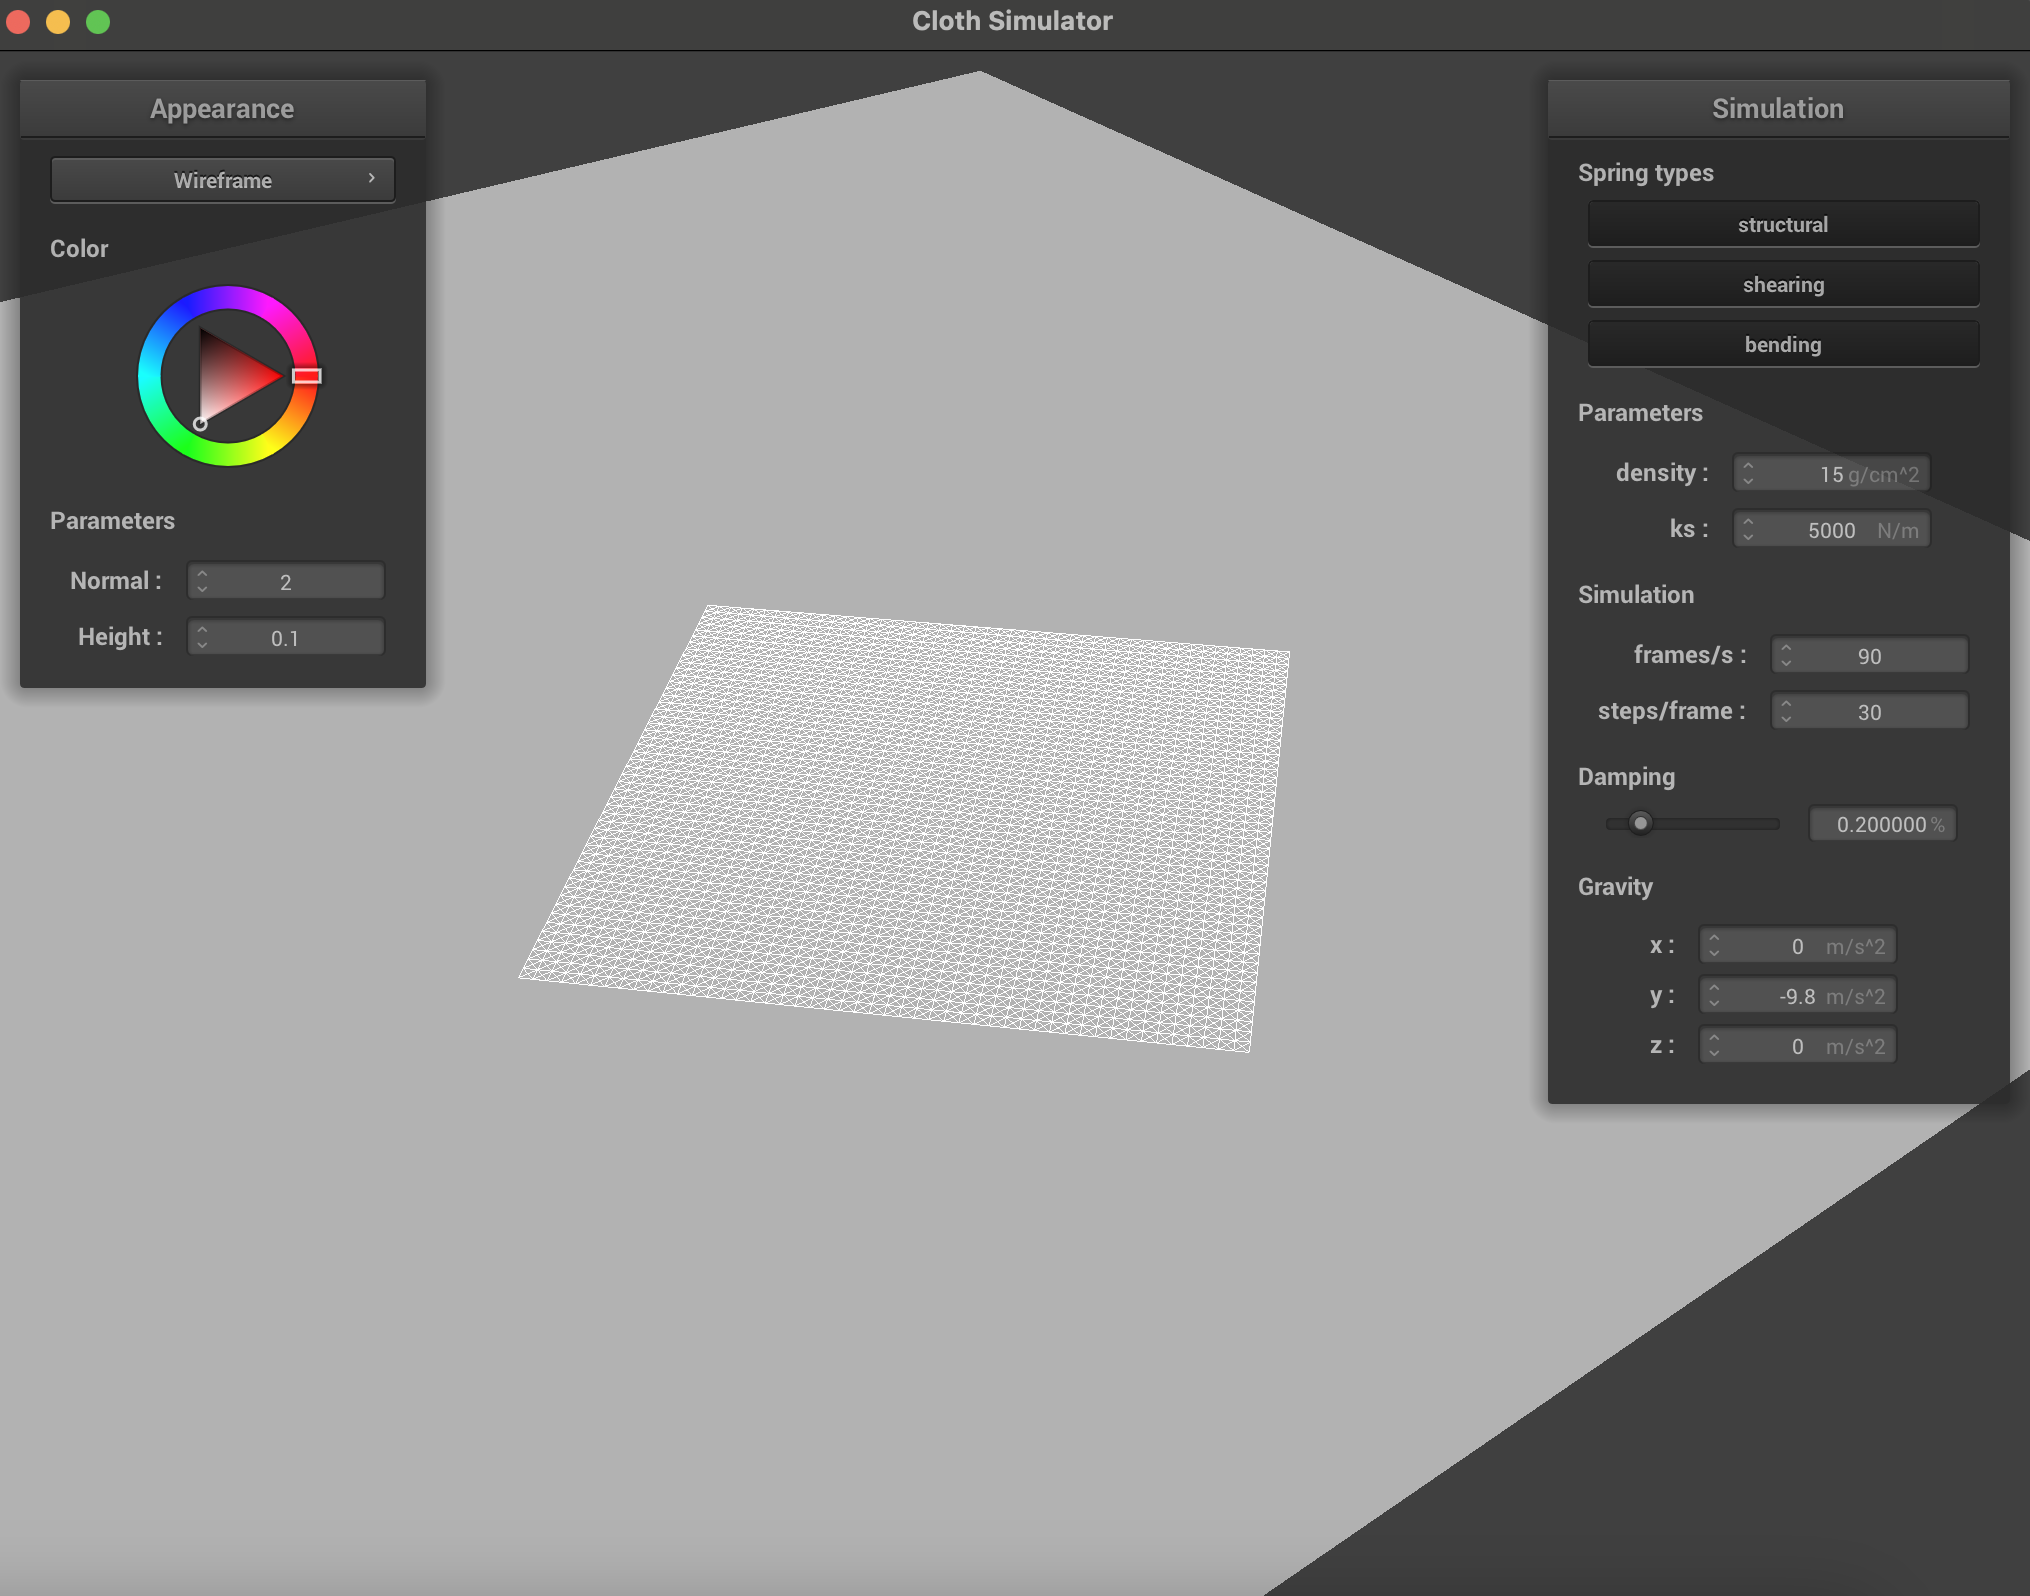 Cloth Simulator
Appearance
Wireframe
Color
Parameters
Normal : 2
Height : 0.1
Simulation
Spring types
structural
shearing
bending
Parameters
density : 15 g/cm^2
ks : 5000 N/m
Simulation
frames/s : 90
steps/frame : 30
Damping
0.200000 %
Gravity
x : 0 m/s^2
y : -9.8 m/s^2
z : 0 m/s^2